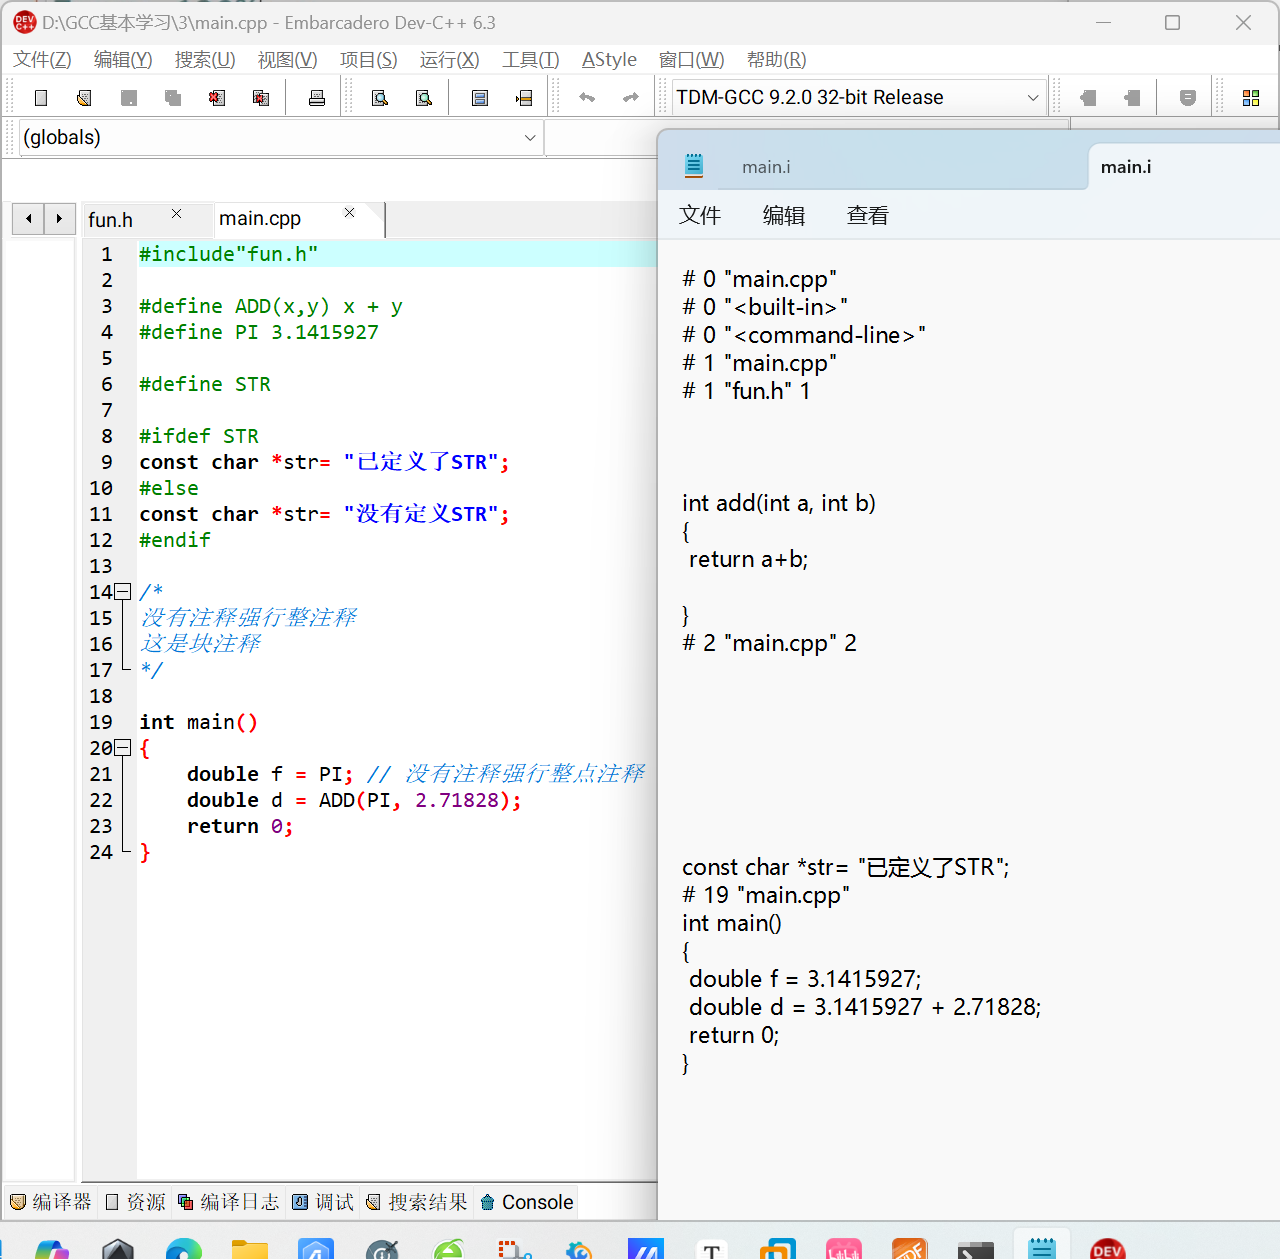 D:\GCC基本学习\3\main.cpp - Embarcadero Dev-C++ 6.3
文件(Z) 编辑(Y) 搜索(U) 视图(V) 项目(S) 运行(X) 工具(T) AStyle 窗口(W) 帮助(R)
TDM-GCC 9.2.0 32-bit Release
(globals)
fun.h main.cpp
1 #include"fun.h"
2
3 #define ADD(x,y) x + y
4 #define PI 3.1415927
5
6 #define STR
7
8 #ifdef STR
9 const char *str= "已定义了STR";
10 #else
11 const char *str= "没有定义STR";
12 #endif
13
14 /*
15 没有注释强行整注释
16 这是块注释
17 */
18
19 int main()
20 {
21 double f = PI; // 没有注释强行整点注释
22 double d = ADD(PI, 2.71828);
23 return 0;
24 }
main.i main.i
文件 编辑 查看
# 0 "main.cpp"
# 0 "<built-in>"
# 0 "<command-line>"
# 1 "main.cpp"
# 1 "fun.h" 1
int add(int a, int b)
{
return a+b;
}
# 2 "main.cpp" 2
const char *str= "已定义了STR";
# 19 "main.cpp"
int main()
{
double f = 3.1415927;
double d = 3.1415927 + 2.71828;
return 0;
}
编译器 资源 编译日志 调试 搜索结果 Console
DEV